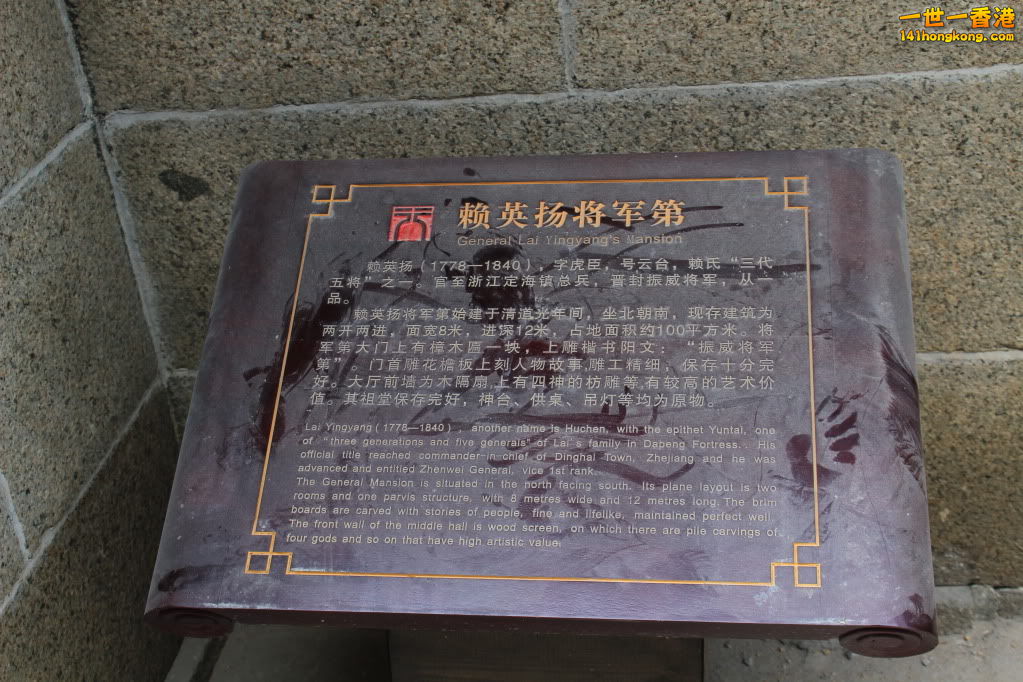 一世一香港
141hongkong.com
赖英扬将军第
General Lai Yingyang's Mansion
赖英扬（1778—1840），字虎臣，号云台，赖氏“三代
五将”之一。官至浙江定海镇总兵，晋封振威将军，从一
品。
赖英扬将军第始建于清道光年间，坐北朝南，现存建筑为
两开两进，面宽8米，进深12米，占地面积约100平方米。将
军第大门上有樟木匾一块，上雕楷书阳文：“振威将军
第”。门首雕花檐板上刻人物故事,雕工精细，保存十分完
好。大厅前墙为木隔扇,上有四神的枋雕等,有较高的艺术价
值。其祖堂保存完好，神台、供桌、吊灯等均为原物。
Lai Yingyang (1778—1840) , another name is Huchen, with the epithet Yuntai, one
of "three generations and five generals" of Lai's family in Dapeng Fortress. . His
official title reached commander-in-chief of Dinghai Town, Zhejiang and he was
advanced and entitied Zhenwei General, vice 1st rank.
The General Mansion is situated in the north facing south. Its plane layout is two
rooms and one parvis structure, with 8 metres wide and 12 metres long. The brim
boards are carved with stories of people, fine and lifelike, maintained perfect well.
The front wall of the middle hall is wood screen, on which there are pile carvings of
four gods and so on that have high artistic value.